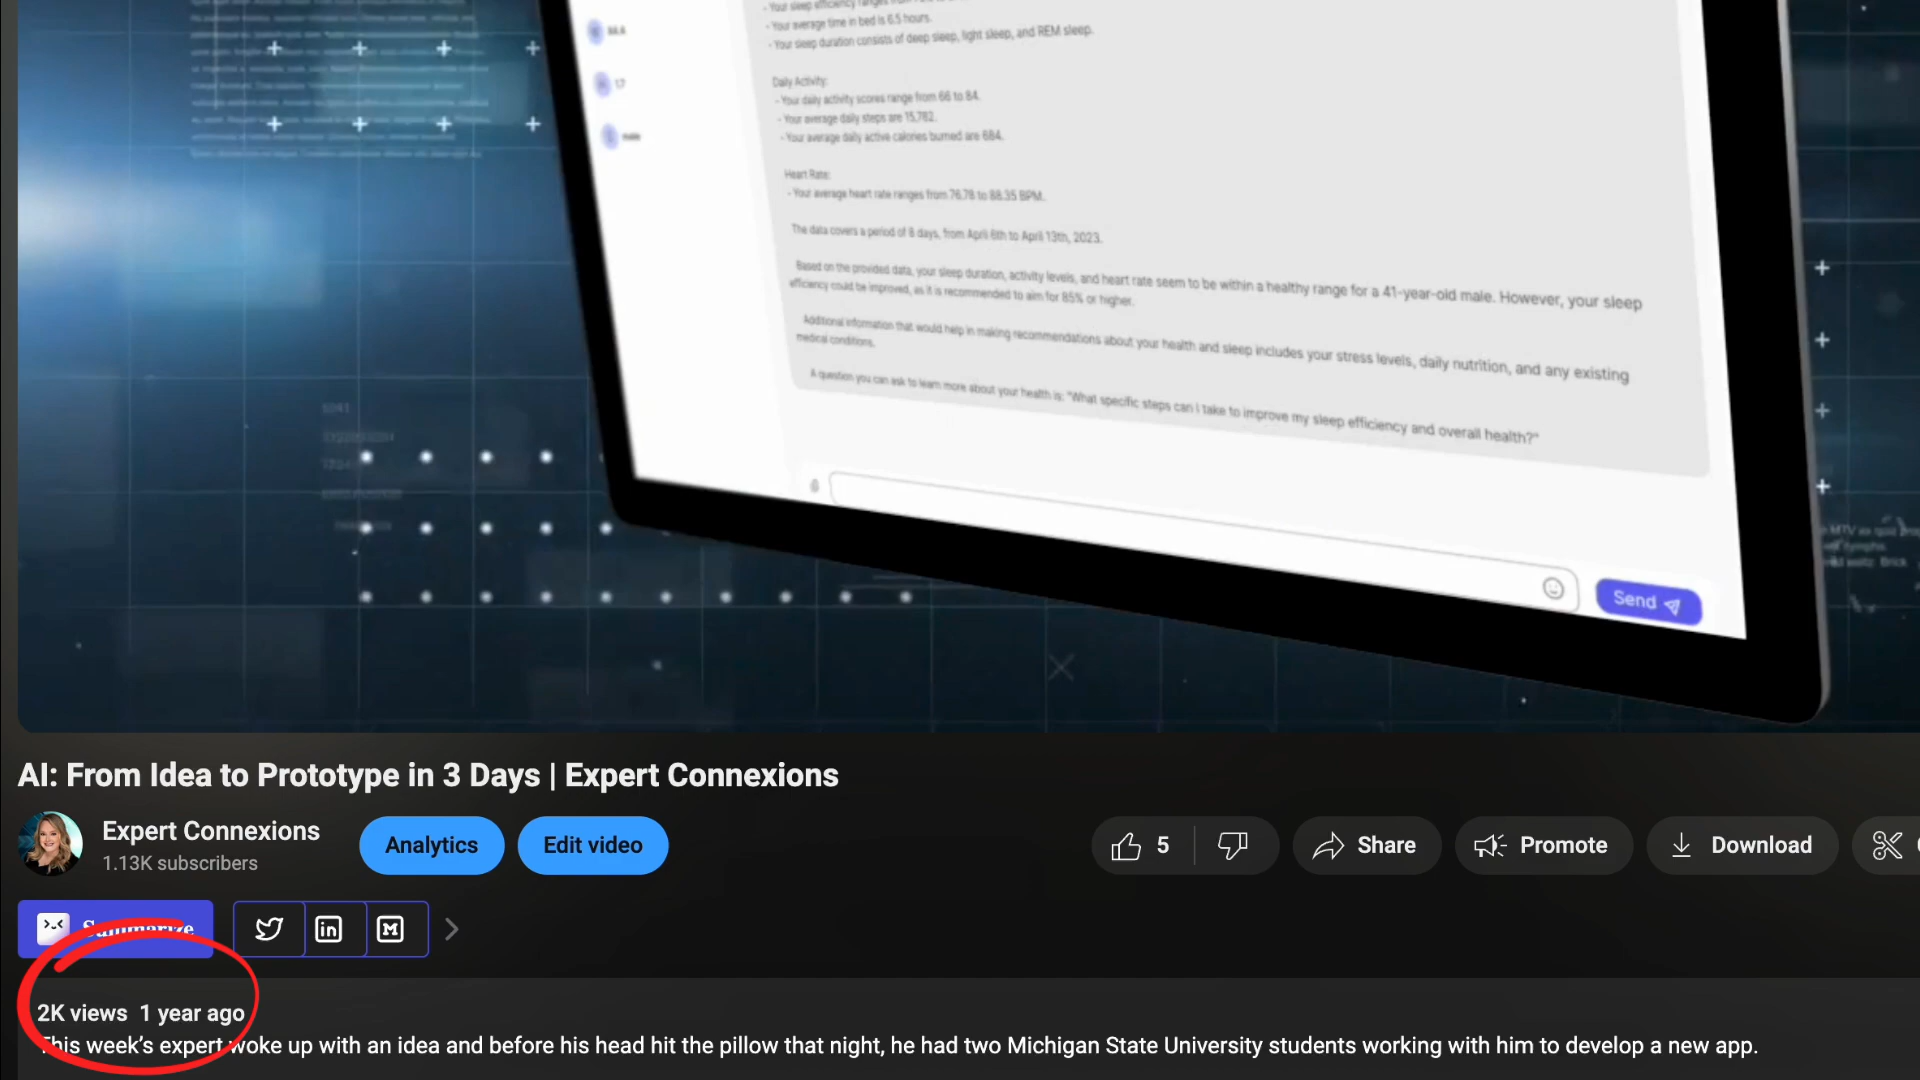 - Your average time in bed is 6.5 hours.
- Your sleep duration consists of deep sleep, light sleep, and REM sleep.
Daily Activity:
- Your daily activity scores range from 66 to 84.
- Your average daily steps are 15,782.
- Your average daily active calories burned are 684.
Heart Rate:
- Your average heart rate ranges from 76.78 to 88.35 BPM.
The data covers a period of 8 days, from April 6th to April 13th, 2023.
Based on the provided data, your sleep duration, activity levels, and heart rate seem to be within a healthy range for a 41-year-old male. However, your sleep
efficiency could be improved, as it is recommended to aim for 85% or higher.
Additional information that would help in making recommendations about your health and sleep includes your stress levels, daily nutrition, and any existing
medical conditions.
A question you can ask to learn more about your health is: "What specific steps can I take to improve my sleep efficiency and overall health?"
Send
AI: From Idea to Prototype in 3 Days | Expert Connexions
Expert Connexions
1.13K subscribers
Analytics
Edit video
5
Share
Promote
Download
Summarize
2K views 1 year ago
This week's expert woke up with an idea and before his head hit the pillow that night, he had two Michigan State University students working with him to develop a new app.